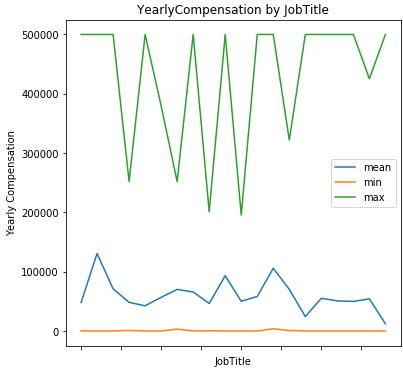 YearlyCompensation by JobTitle
500000
400000
300000
200000
100000
0
Yearly Compensation
mean
min
max
JobTitle